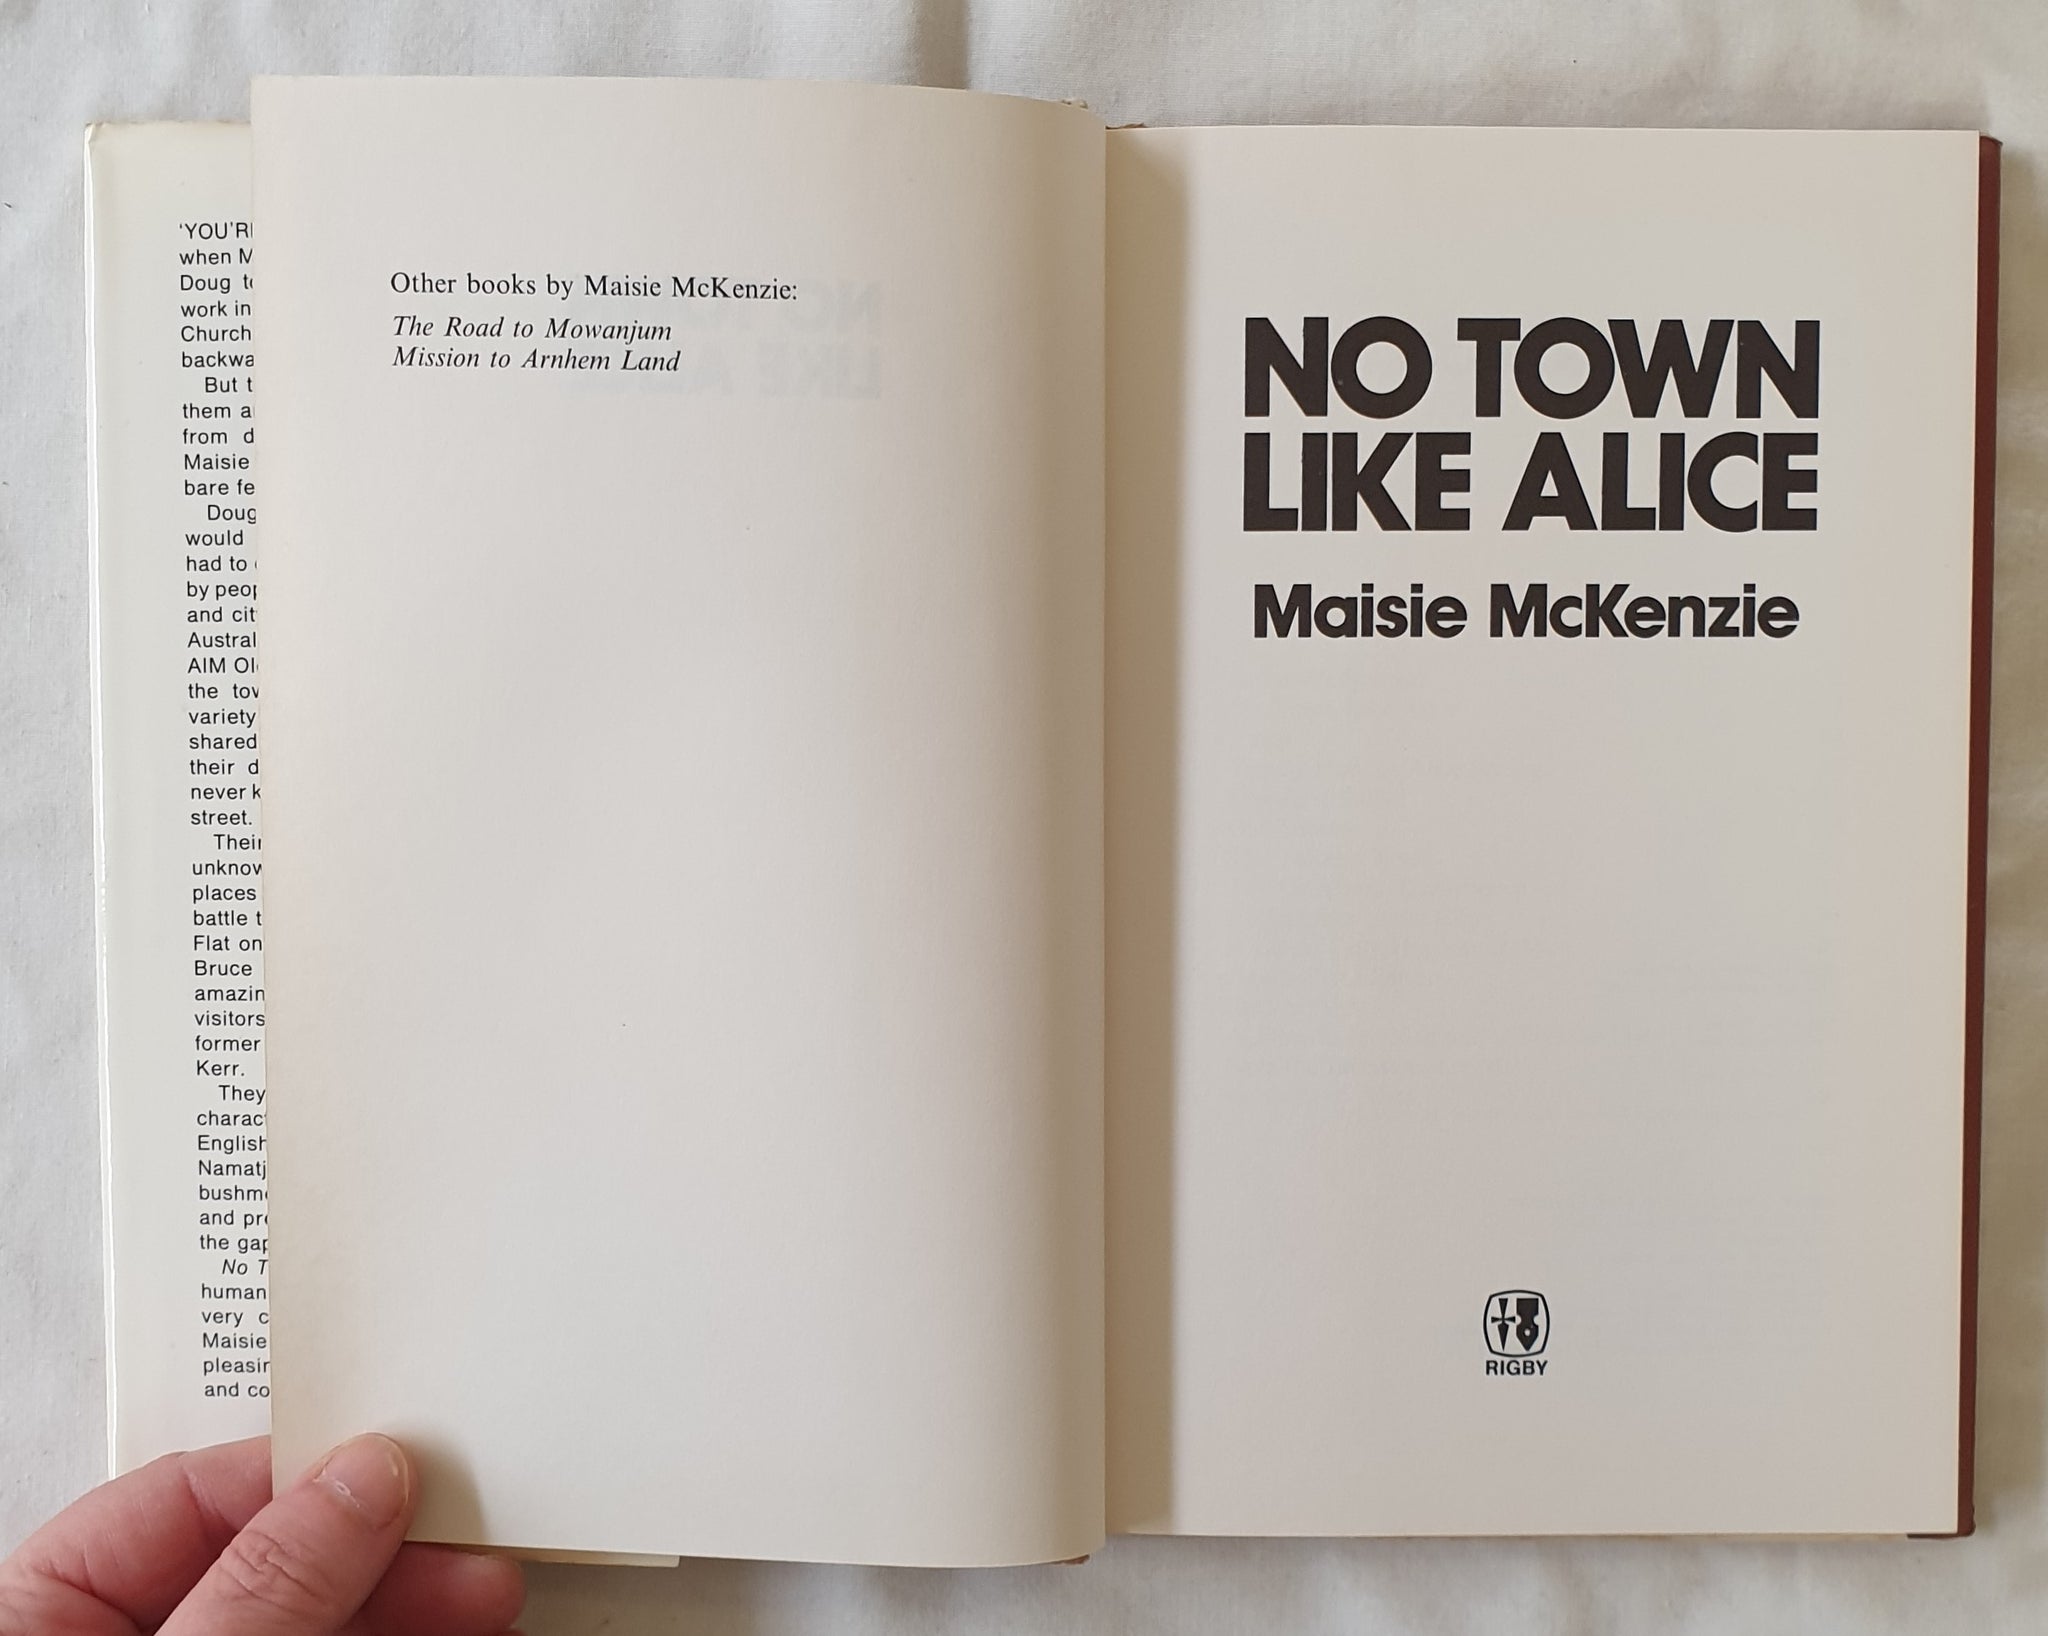 'YOU'R
when M
Doug
work in
Church
backwa
But
them
from
Maisie
bare fe
Doug
would
had to
by peop
and cit
Austral
AIM Ol
the tow
variety
shared
their d
never k
street.
Their
unknow
places
battle t
Flat on
Bruce
amazin
visitors
former
Kerr.
They
charac
English
Namatj
bushm
and pr
the gap
No T
human
very c
Maisie
pleasin
and co
Other books by Maisie McKenzie:
The Road to Mowanjum
Mission to Arnhem Land
NO TOWN
LIKE ALICE
Maisie McKenzie
RIGBY